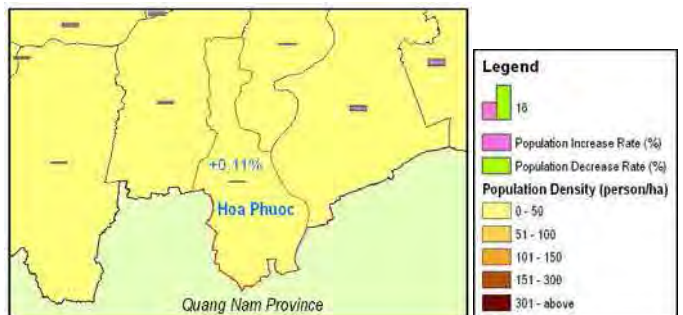 +0.11%
Hoa Phuoc
Quang Nam Province
Legend
16
Population Increase Rate (%)
Population Decrease Rate (%)
Population Density (person/ha)
0 - 50
51 - 100
101 - 150
151 - 300
301 - above